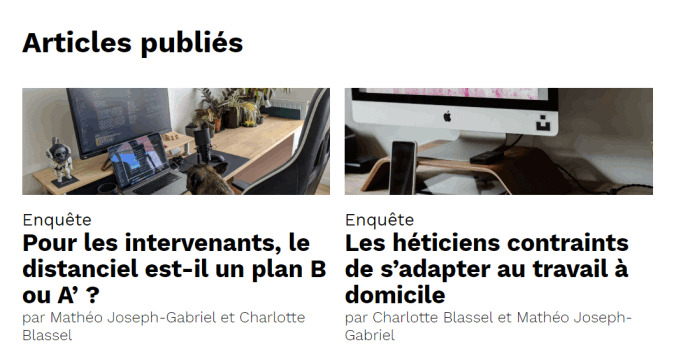 Articles publiés
Enquête
Pour les intervenants, le
distanciel est-il un plan B
ou A’ ?
par Mathéo Joseph-Gabriel et Charlotte
Blassel
Enquête
Les héticiens contraints
de s’adapter au travail à
domicile
par Charlotte Blassel et Mathéo Joseph-
Gabriel